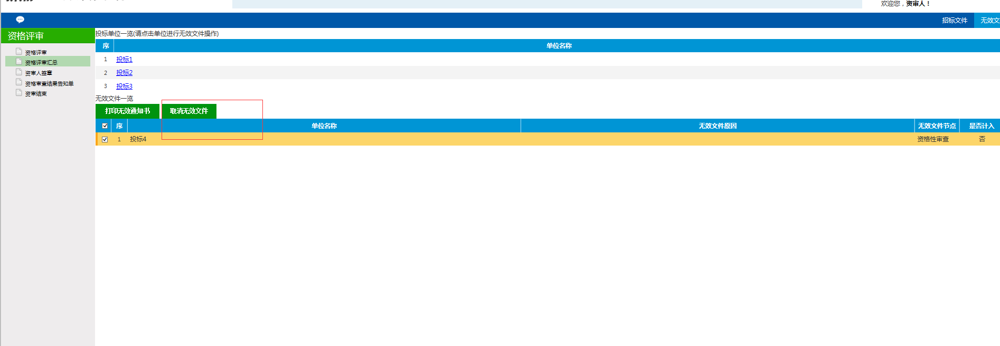 欢迎您，资审人！
招标文件 无效文
资格评审
资格评审
资格评审汇总
资审人签章
资格审查结果告知单
资审结束
投标单位一览(请点击单位进行无效文件操作)
序 单位名称
1 投标1
2 投标2
3 投标3
无效文件一览
打印无效通知书 取消无效文件
序 单位名称 无效文件原因 无效文件节点 是否计入
1 投标4 资格性审查 否